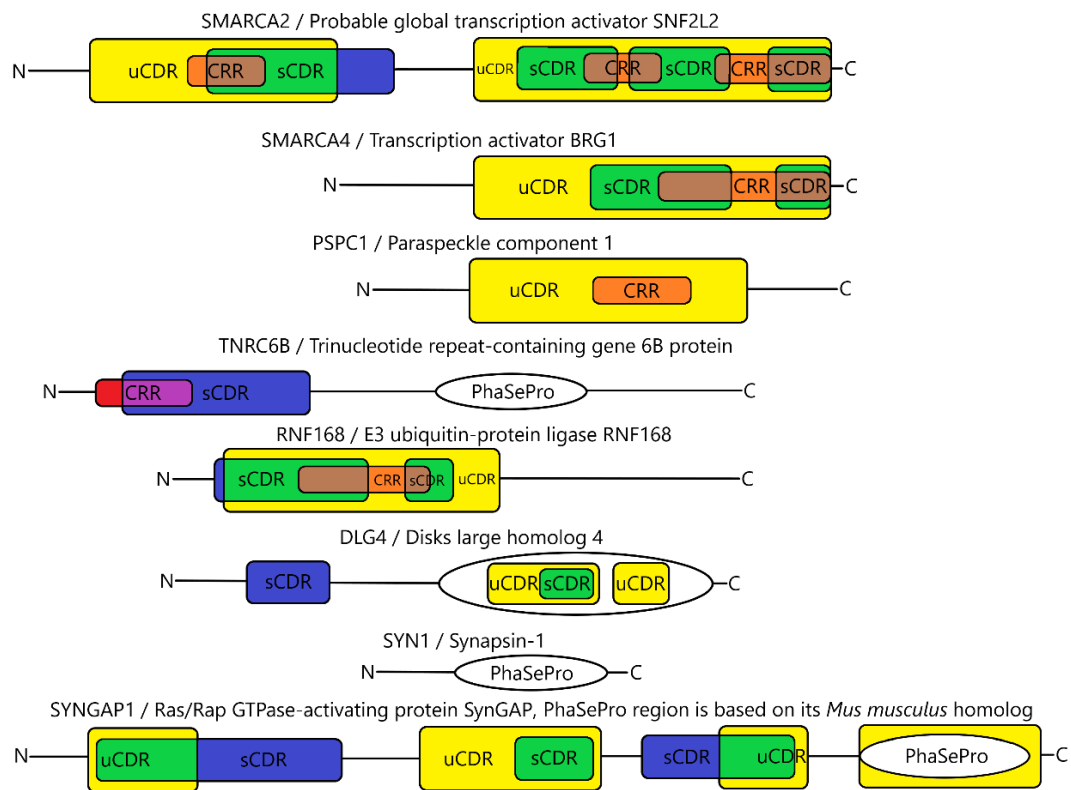 SMARCA2 / Probable global transcription activator SNF2L2
N uCDR CRR sCDR uCDR sCDR CRR sCDR CRR sCDR C
SMARCA4 / Transcription activator BRG1
N uCDR sCDR CRR sCDR C
PSPC1 / Paraspeckle component 1
N uCDR CRR C
TNRC6B / Trinucleotide repeat-containing gene 6B protein
N CRR sCDR PhaSePro C
RNF168 / E3 ubiquitin-protein ligase RNF168
N sCDR CRR sCDR uCDR C
DLG4 / Disks large homolog 4
N sCDR uCDR sCDR uCDR C
SYN1 / Synapsin-1
N PhaSePro C
SYNGAP1 / Ras/Rap GTPase-activating protein SynGAP, PhaSePro region is based on its Mus musculus homolog
N uCDR sCDR uCDR sCDR sCDR uCDR PhaSePro C